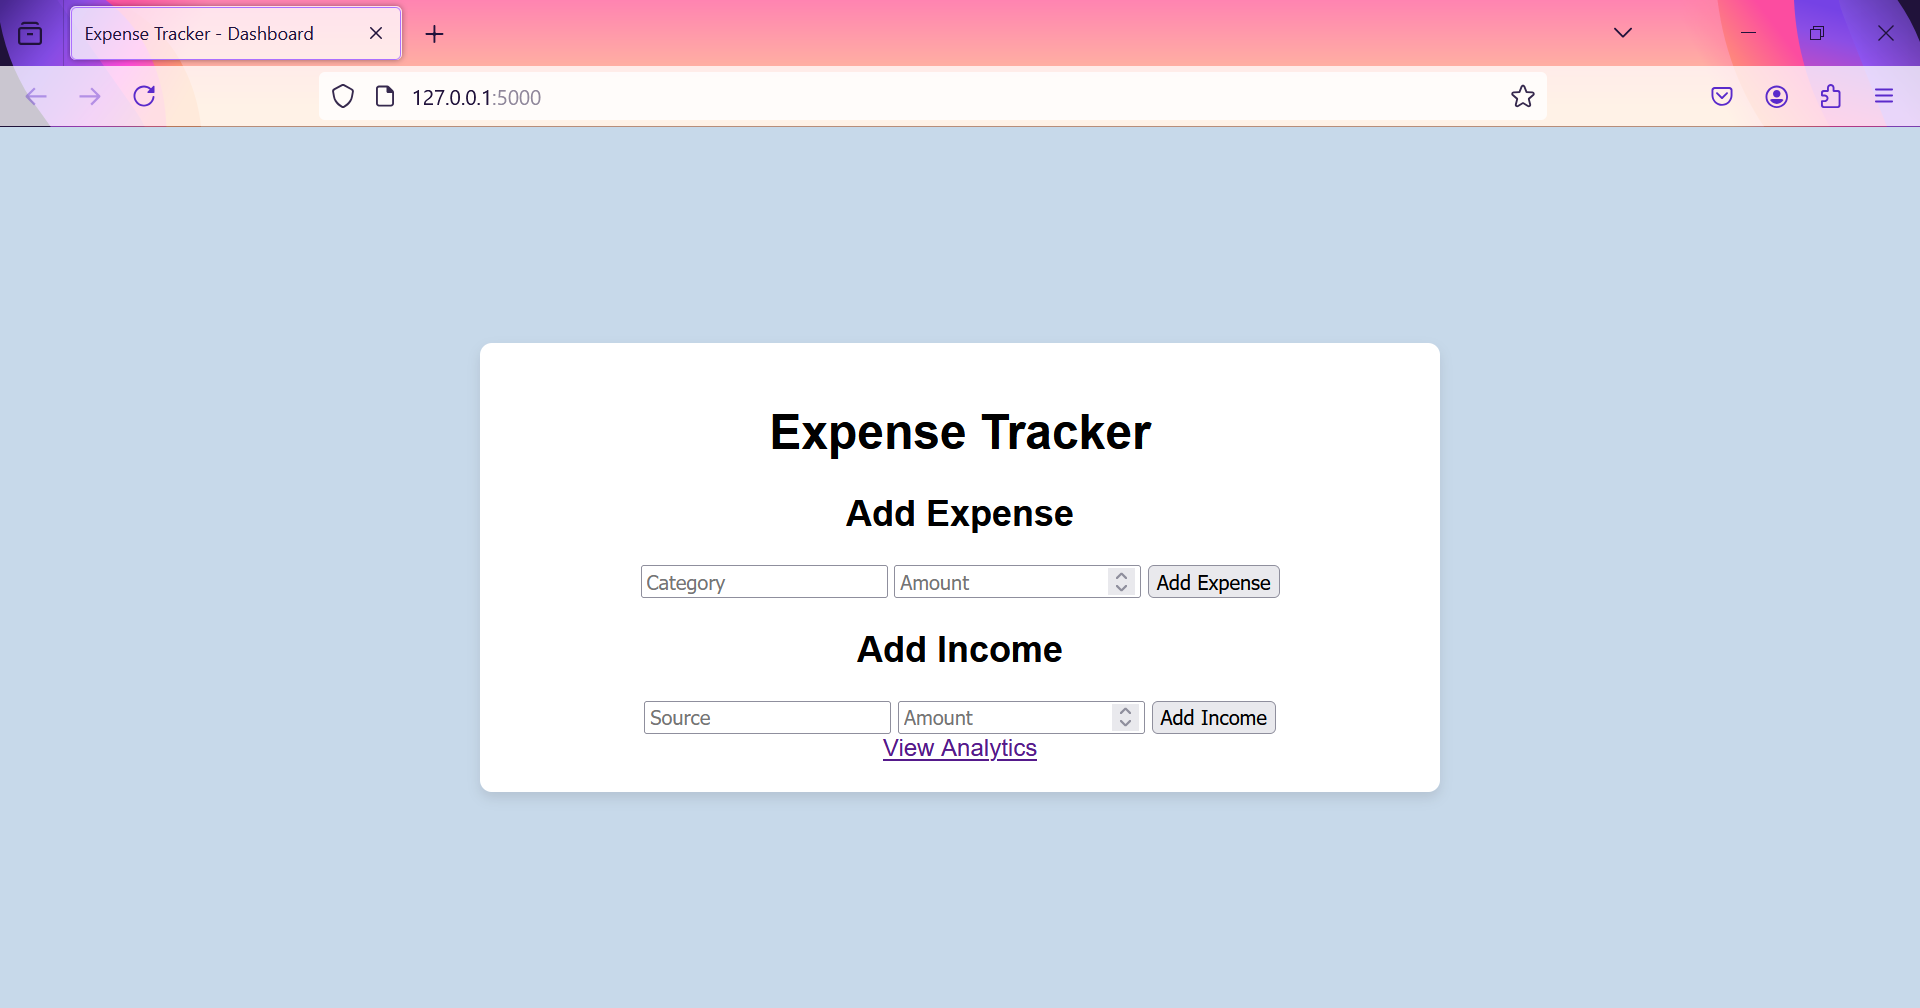 Expense Tracker - Dashboard
127.0.0.1:5000
Expense Tracker
Add Expense
Category Amount Add Expense
Add Income
Source Amount Add Income
View Analytics